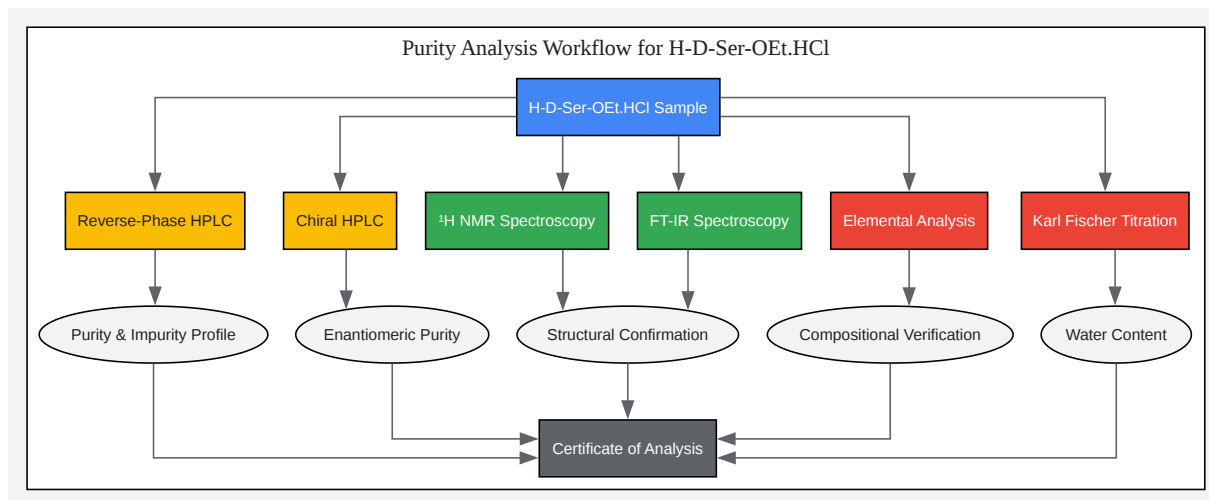 Purity Analysis Workflow for H-D-Ser-OEt.HCl
H-D-Ser-OEt.HCl Sample
Reverse-Phase HPLC
Chiral HPLC
¹H NMR Spectroscopy
FT-IR Spectroscopy
Elemental Analysis
Karl Fischer Titration
Purity & Impurity Profile
Enantiomeric Purity
Structural Confirmation
Compositional Verification
Water Content
Certificate of Analysis